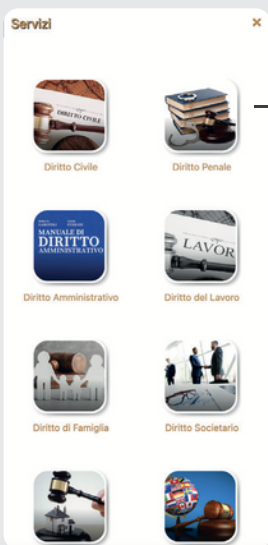 Servizi ×
DIRITTO CIVILE
Diritto Civile
Diritto Penale
MANUALE DI
DIRITTO
AMMINISTRATIVO
LAVOR
Diritto Amministrativo
Diritto del Lavoro
Diritto di Famiglia
Diritto Societario